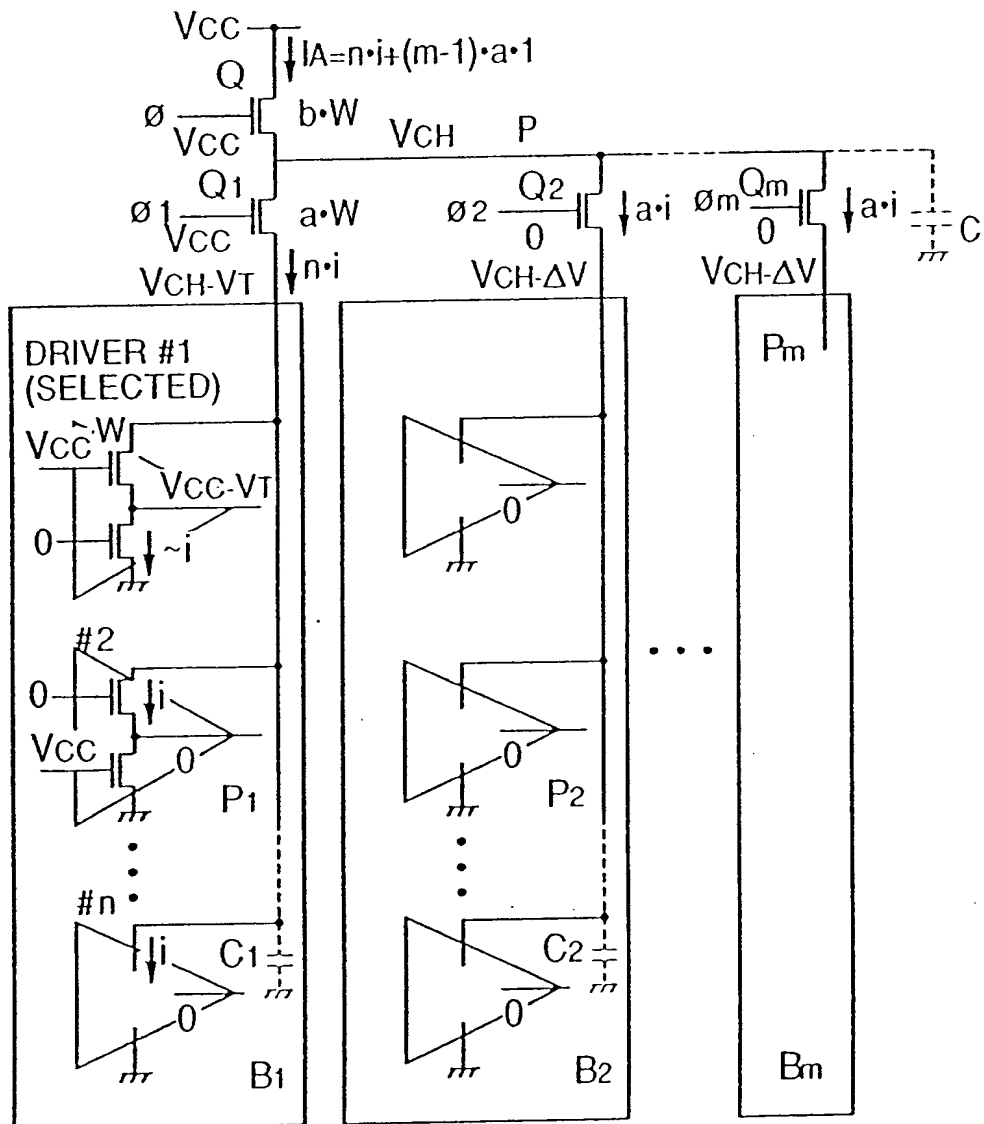 VCC
IA=n•i+(m-1)•a•1
Q
ø
VCC
b•W
VCH
P
Q1
ø1
VCC
a•W
n•i
VCH-VT
Q2
ø2
0
a•i
VCH-ΔV
Qm
øm
0
a•i
VCH-ΔV
C
DRIVER #1
(SELECTED)
VCC
W
VCC-VT
0
~i
#2
0
i
VCC
0
P1
#n
i
0
C1
B1
0
0
P2
0
C2
B2
• • •
Pm
Bm